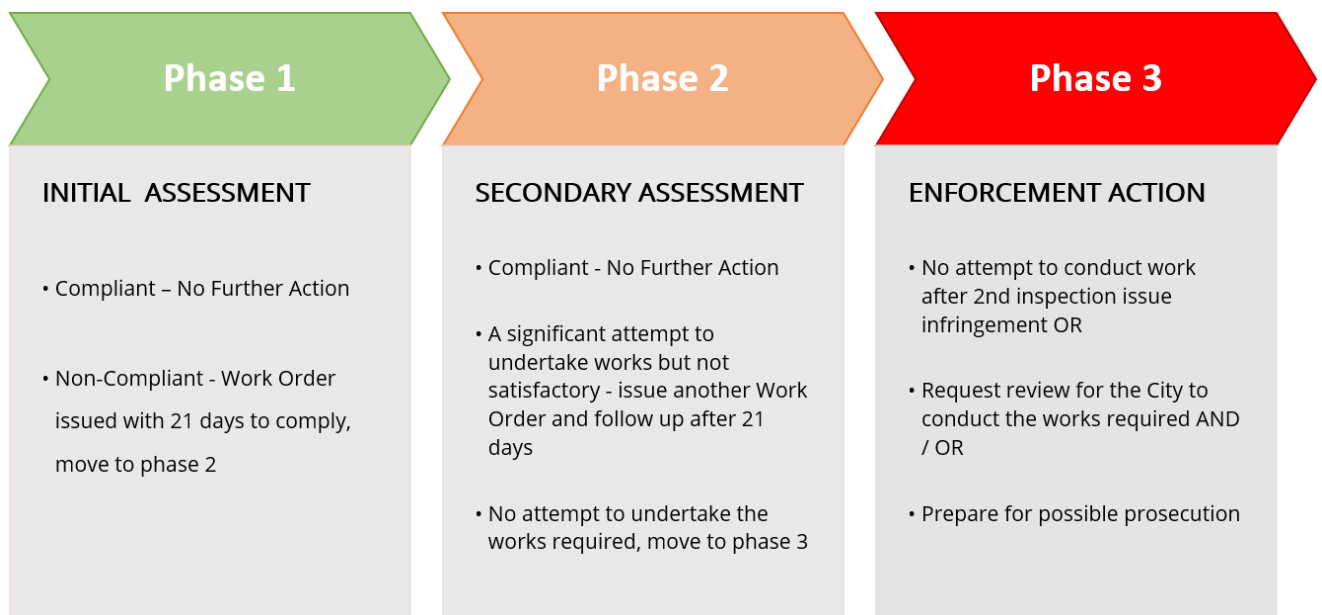 Phase 1
INITIAL  ASSESSMENT
• Compliant – No Further Action
• Non-Compliant - Work Order
issued with 21 days to comply,
move to phase 2
Phase 2
SECONDARY ASSESSMENT
• Compliant - No Further Action
• A significant attempt to
undertake works but not
satisfactory - issue another Work
Order and follow up after 21
days
• No attempt to undertake the
works required, move to phase 3
Phase 3
ENFORCEMENT ACTION
• No attempt to conduct work
after 2nd inspection issue
infringement OR
• Request review for the City to
conduct the works required AND
/ OR
• Prepare for possible prosecution